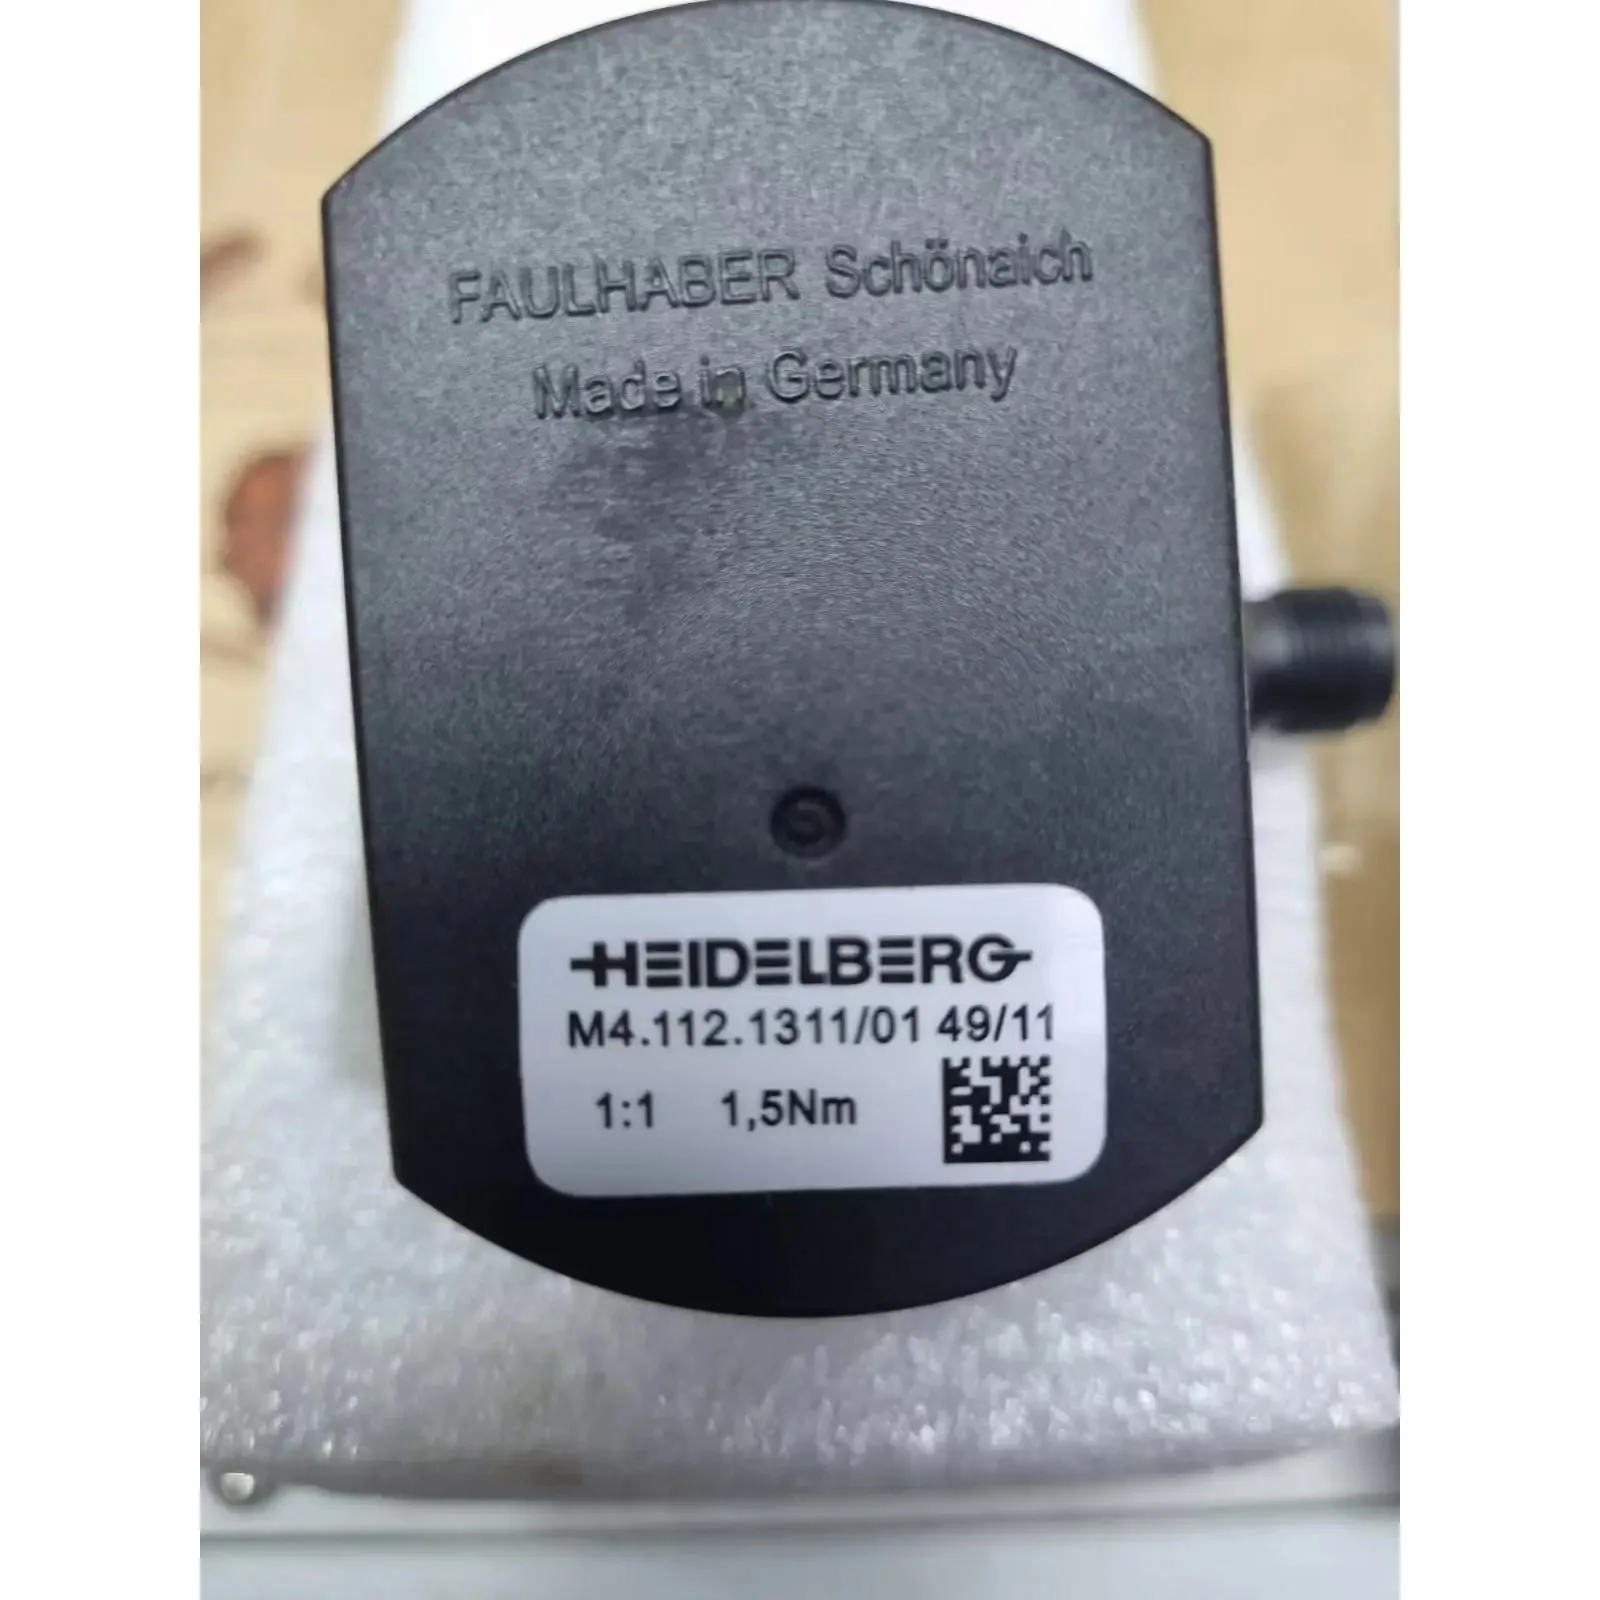 FAULHABER Schönaich
Made in Germany
HEIDELBERG
M4.112.1311/01 49/11
1:1 1,5Nm